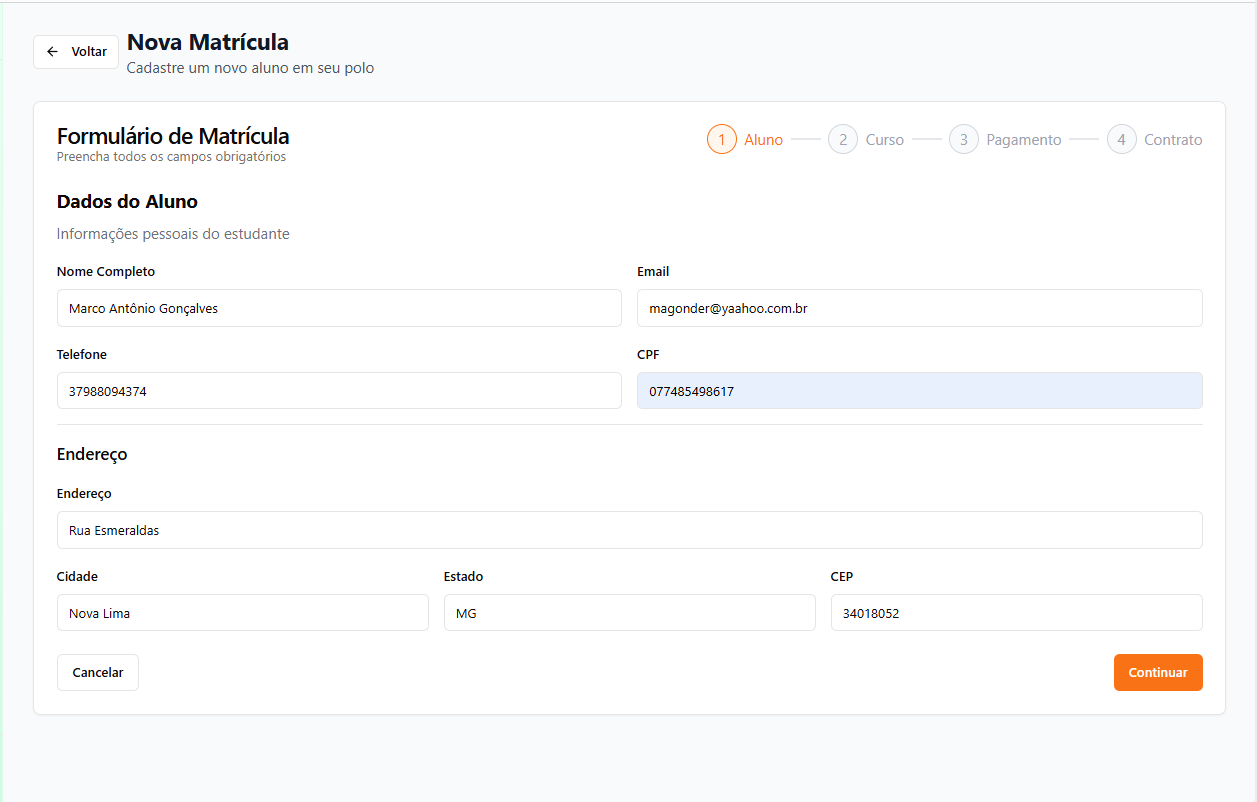 Voltar
Nova Matrícula
Cadastre um novo aluno em seu polo
Formulário de Matrícula
Preencha todos os campos obrigatórios
1 Aluno 2 Curso 3 Pagamento 4 Contrato
Dados do Aluno
Informações pessoais do estudante
Nome Completo Email
Marco Antônio Gonçalves magonder@yaahoo.com.br
Telefone CPF
37988094374 077485498617
Endereço
Endereço
Rua Esmeraldas
Cidade Estado CEP
Nova Lima MG 34018052
Cancelar Continuar